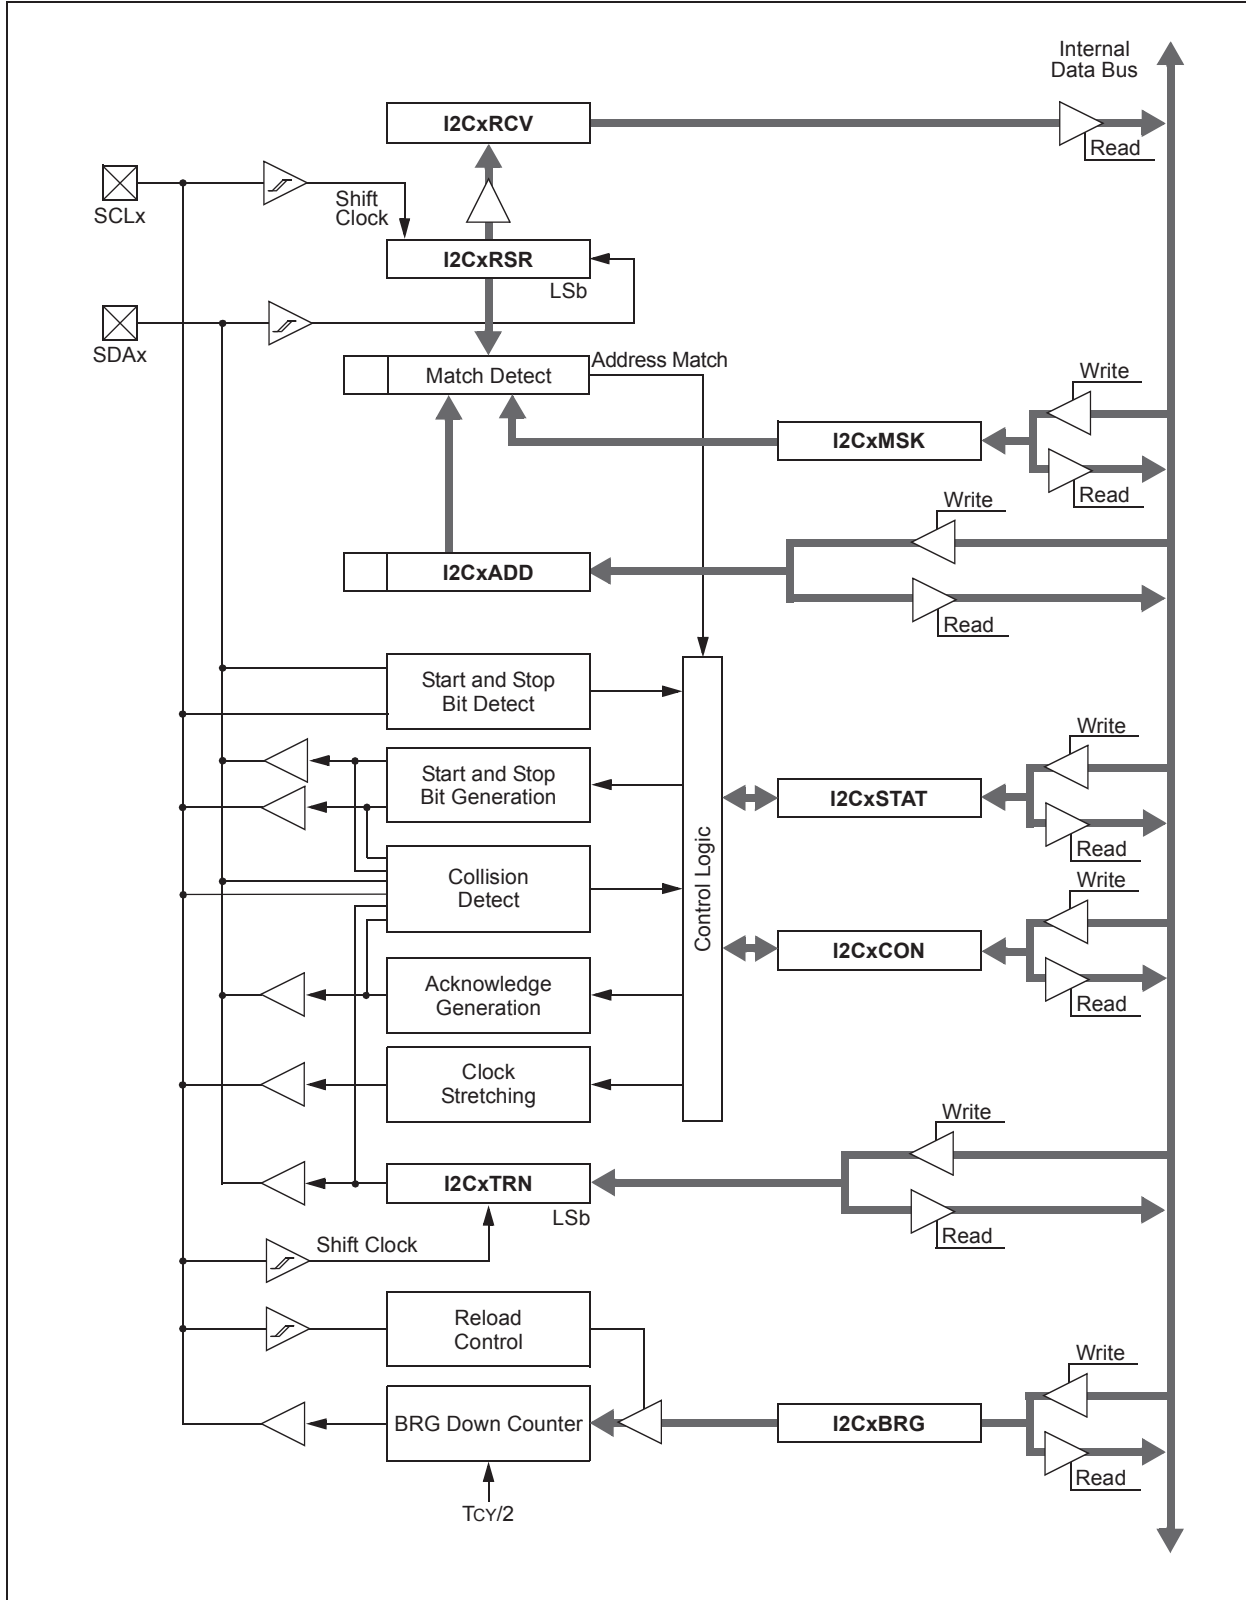 Internal
Data Bus
I2CxRCV
Read
SCLx
Shift
Clock
I2CxRSR
LSb
SDAx
Match Detect
Address Match
Write
I2CxMSK
Read
Write
I2CxADD
Read
Start and Stop
Bit Detect
Write
Start and Stop
Bit Generation
I2CxSTAT
Read
Control Logic
Collision
Detect
Write
I2CxCON
Read
Acknowledge
Generation
Clock
Stretching
Write
I2CxTRN
LSb
Read
Shift Clock
Reload
Control
Write
BRG Down Counter
I2CxBRG
Read
TCY/2